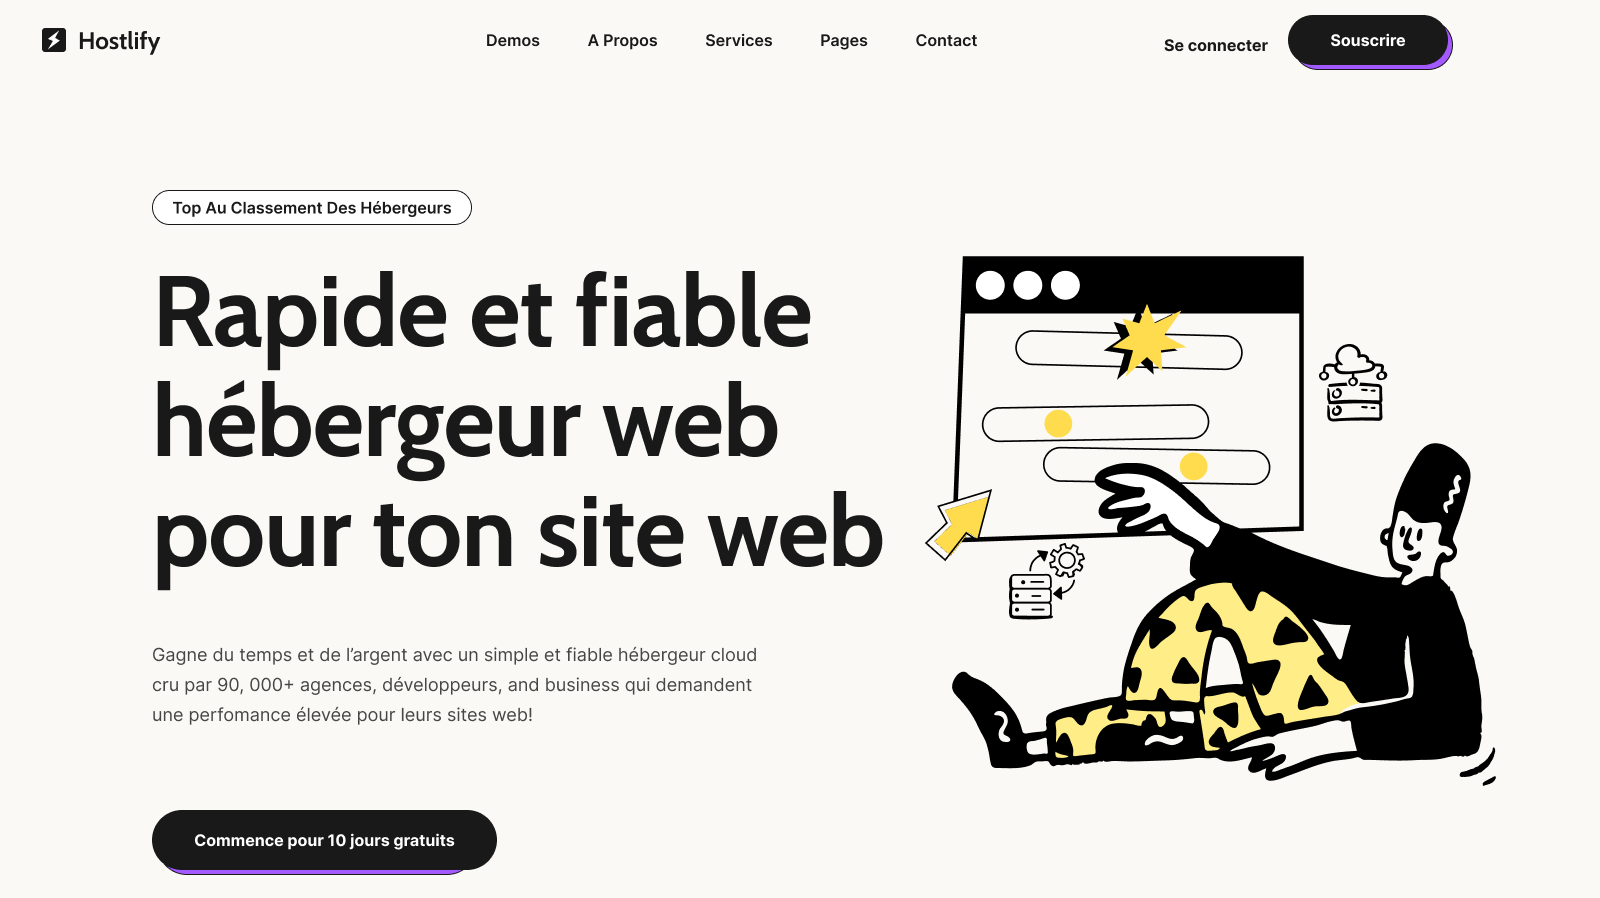 Hostlify
Demos
A Propos
Services
Pages
Contact
Se connecter
Souscrire
Top Au Classement Des Hébergeurs
Rapide et fiable
hébergeur web
pour ton site web
Gagne du temps et de l’argent avec un simple et fiable hébergeur cloud
cru par 90, 000+ agences, développeurs, and business qui demandent
une perfomance élevée pour leurs sites web!
Commence pour 10 jours gratuits